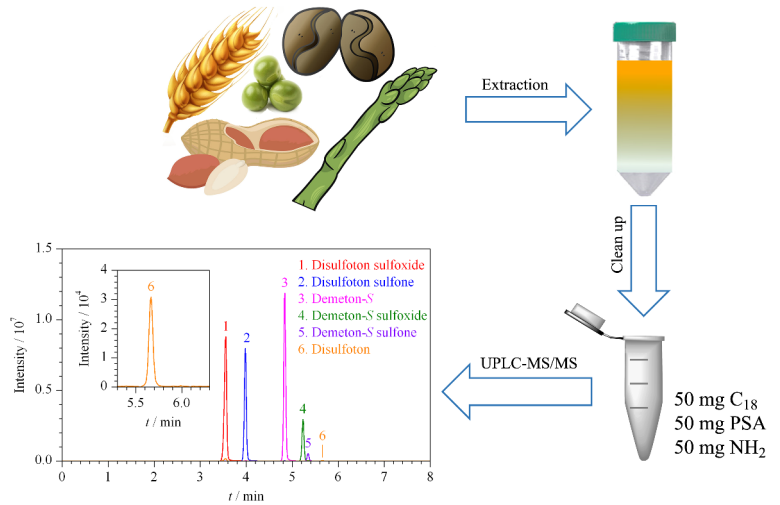 Extraction
Clean up
50 mg C18
50 mg PSA
50 mg NH2
UPLC-MS/MS
1. Disulfoton sulfoxide
2. Disulfoton sulfone
3. Demeton-S
4. Demeton-S sulfoxide
5. Demeton-S sulfone
6. Disulfoton
Intensity / 10^7
1.5
1.0
0.5
0.0
0 1 2 3 4 5 6 7 8
t / min
1
2
3
4
5
6
Intensity / 10^4
4
3
2
1
0
6
5.5 6.0
t / min